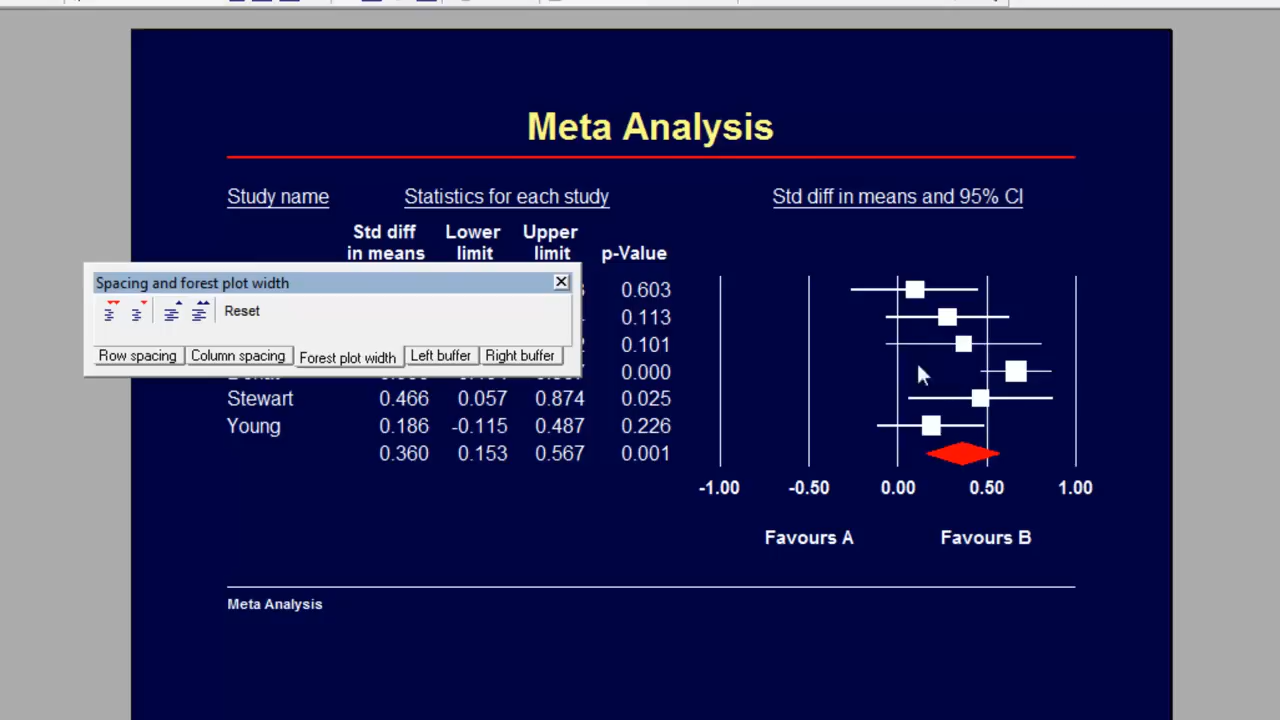 Meta Analysis
Study name Statistics for each study Std diff in means and 95% CI
Std diff in means Lower limit Upper limit p-Value
Spacing and forest plot width
0.603
Reset
0.113
0.101
Row spacing Column spacing Forest plot width Left buffer Right buffer
0.000
Stewart 0.466 0.057 0.874 0.025
Young 0.186 -0.115 0.487 0.226
0.360 0.153 0.567 0.001
-1.00 -0.50 0.00 0.50 1.00
Favours A Favours B
Meta Analysis